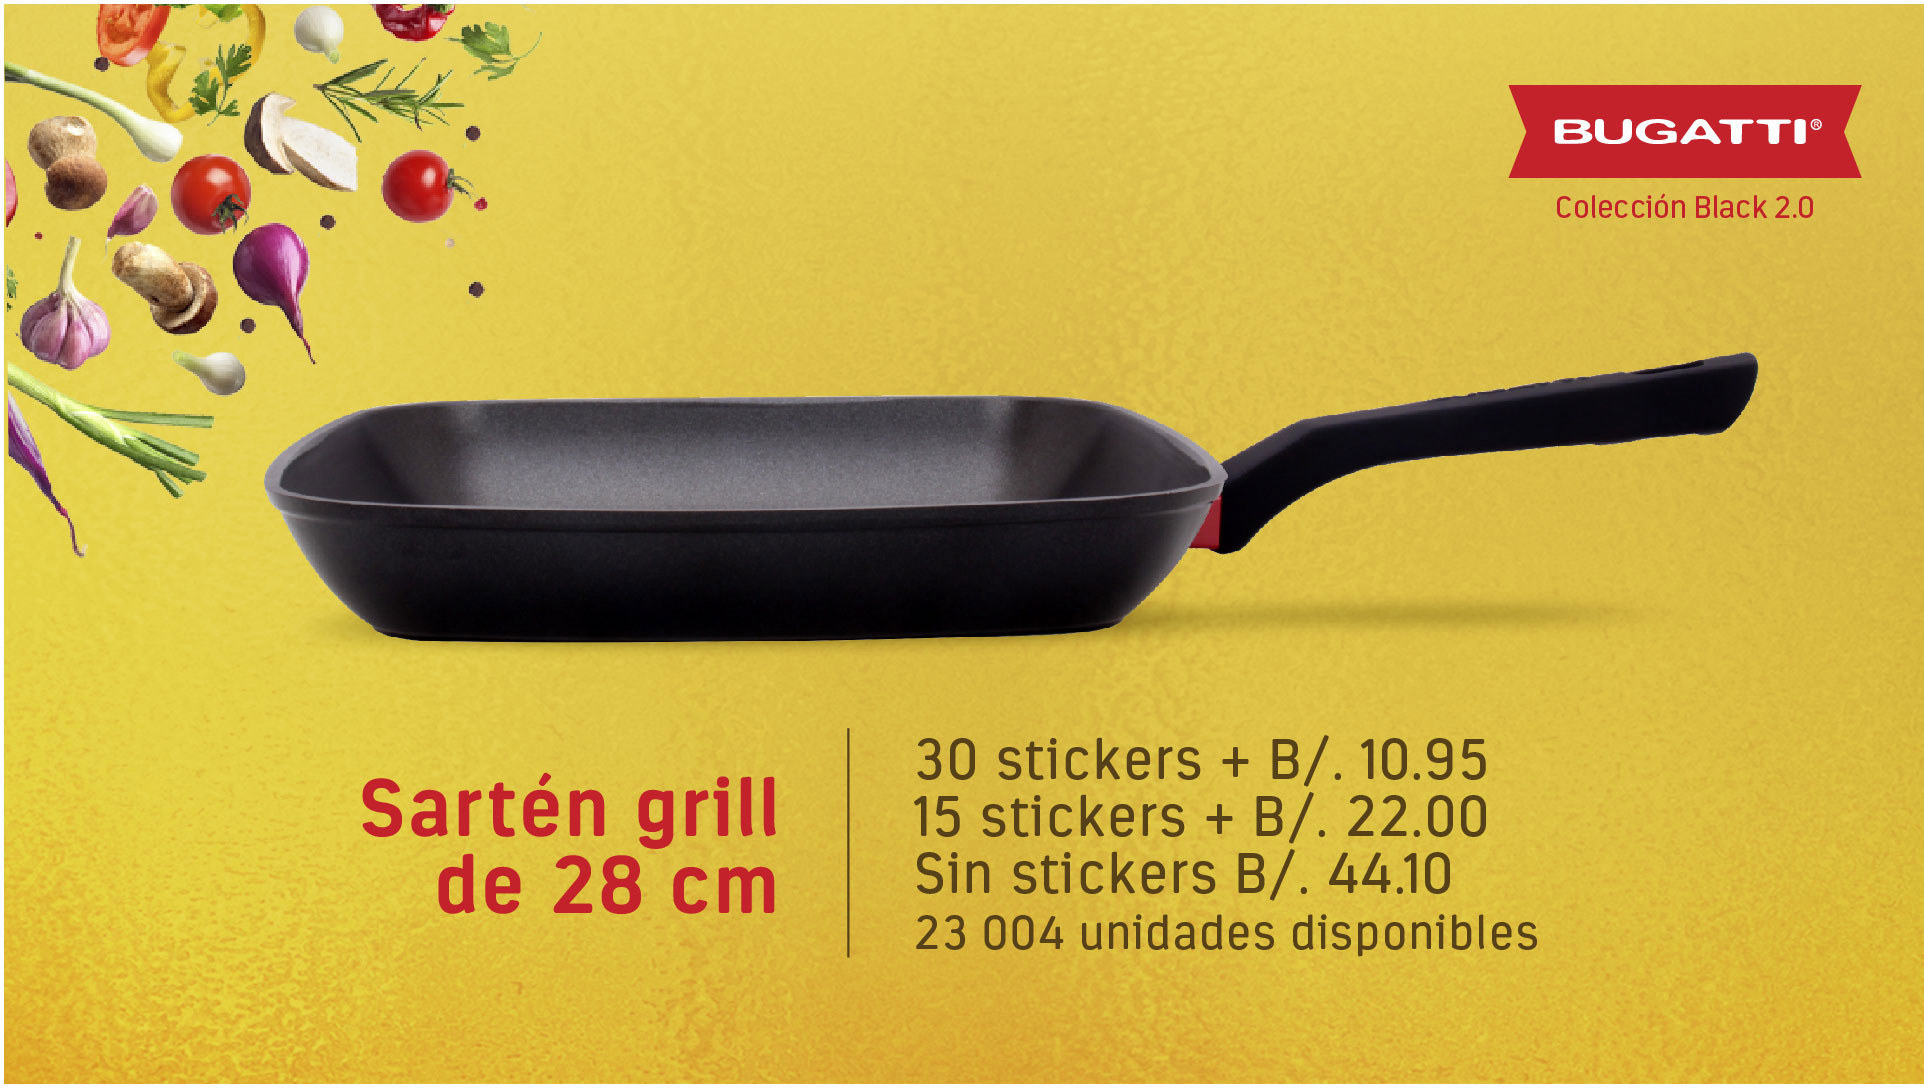 BUGATTI®
Colección Black 2.0
Sartén grill
de 28 cm
30 stickers + B/. 10.95
15 stickers + B/. 22.00
Sin stickers B/. 44.10
23 004 unidades disponibles